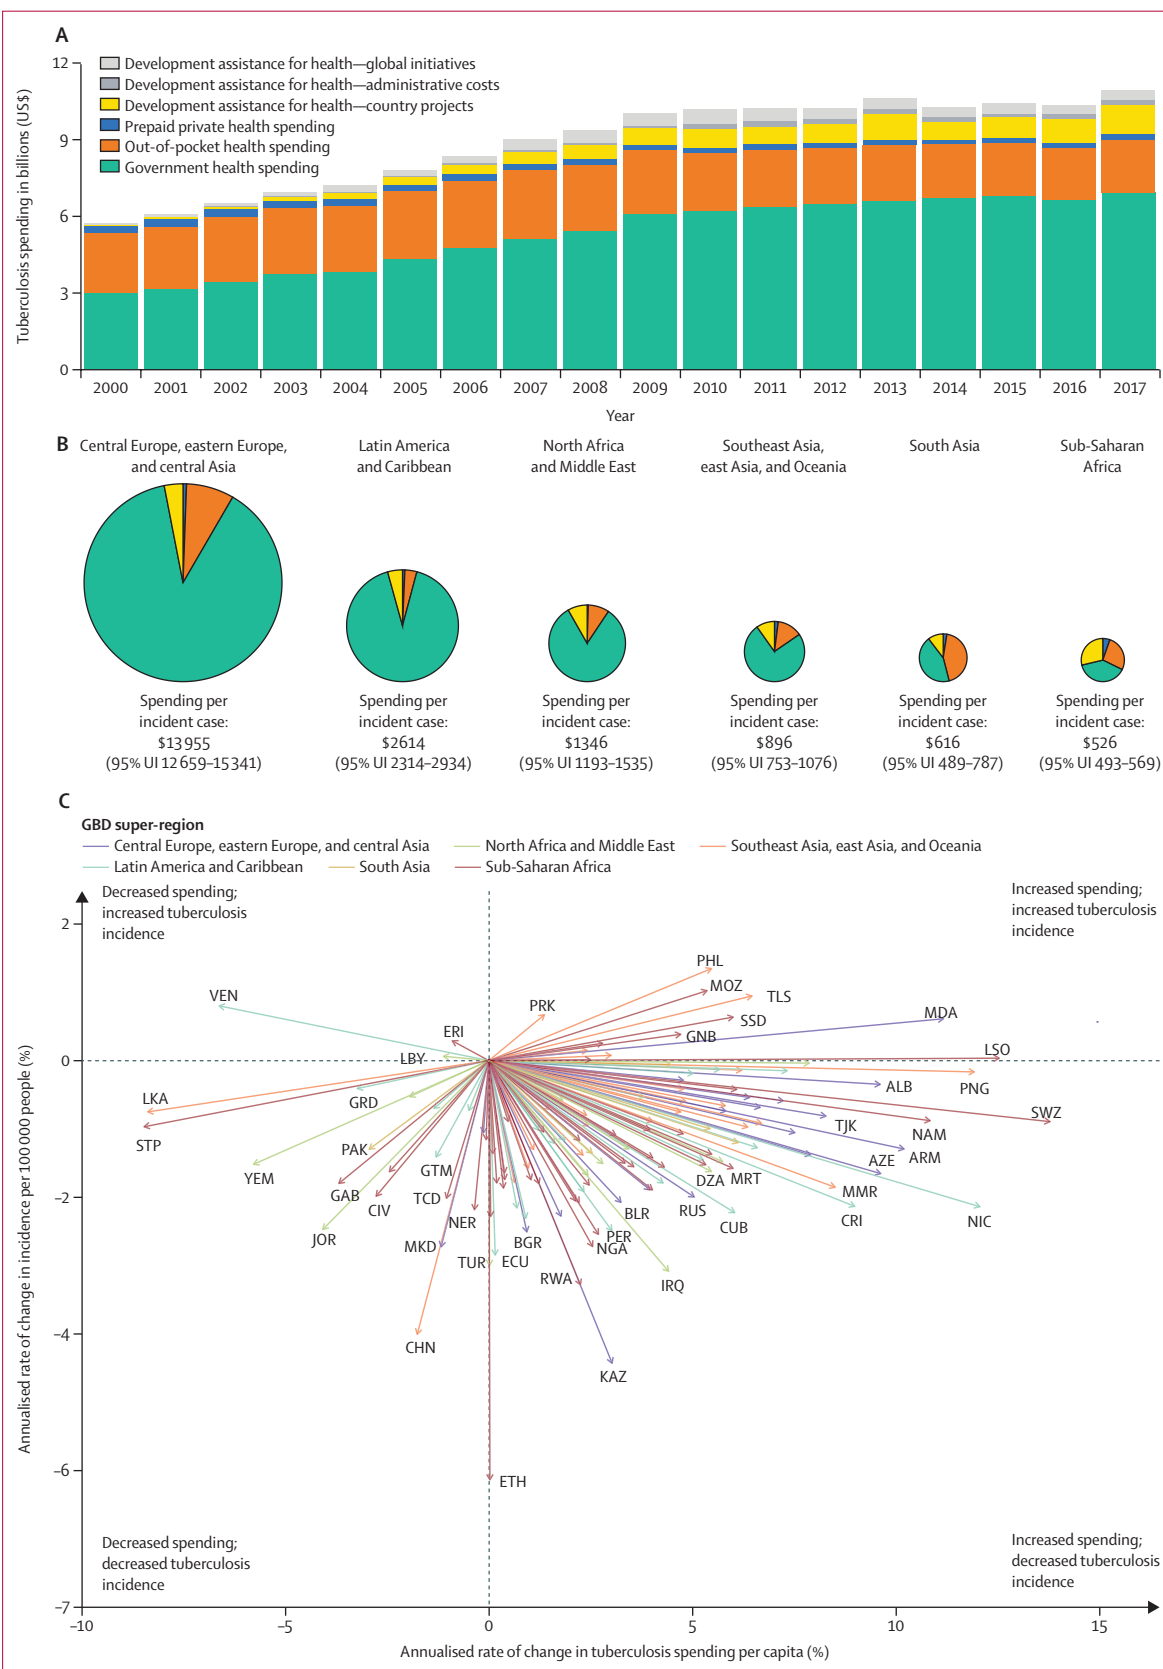 A
Tuberculosis spending in billions (US$)
12
9
6
3
0
Development assistance for health—global initiatives
Development assistance for health—administrative costs
Development assistance for health—country projects
Prepaid private health spending
Out-of-pocket health spending
Government health spending
2000 2001 2002 2003 2004 2005 2006 2007 2008 2009 2010 2011 2012 2013 2014 2015 2016 2017
Year
B
Central Europe, eastern Europe,
and central Asia
Latin America
and Caribbean
North Africa
and Middle East
Southeast Asia,
east Asia, and Oceania
South Asia
Sub-Saharan
Africa
Spending per
incident case:
$13 955
(95% UI 12 659–15 341)
Spending per
incident case:
$2614
(95% UI 2314–2934)
Spending per
incident case:
$1346
(95% UI 1193–1535)
Spending per
incident case:
$896
(95% UI 753–1076)
Spending per
incident case:
$616
(95% UI 489–787)
Spending per
incident case:
$526
(95% UI 493–569)
C
GBD super-region
Central Europe, eastern Europe, and central Asia
North Africa and Middle East
Southeast Asia, east Asia, and Oceania
Latin America and Caribbean
South Asia
Sub-Saharan Africa
Decreased spending;
increased tuberculosis
incidence
Increased spending;
increased tuberculosis
incidence
Annualised rate of change in incidence per 100 000 people (%)
2
0
–2
–4
–6
–7
PHL
MOZ
TLS
VEN
PRK
SSD
MDA
ERI
GNB
LSO
LBY
ALB
PNG
LKA
GRD
SWZ
TJK
NAM
STP
PAK
AZE
ARM
YEM
GTM
DZA
MRT
MMR
GAB
TCD
CIV
NER
BLR
RUS
CUB
CRI
NIC
JOR
MKD
BGR
PER
NGA
TUR
ECU
RWA
IRQ
CHN
KAZ
ETH
Decreased spending;
decreased tuberculosis
incidence
Increased spending;
decreased tuberculosis
incidence
–10
–5
0
5
10
15
Annualised rate of change in tuberculosis spending per capita (%)